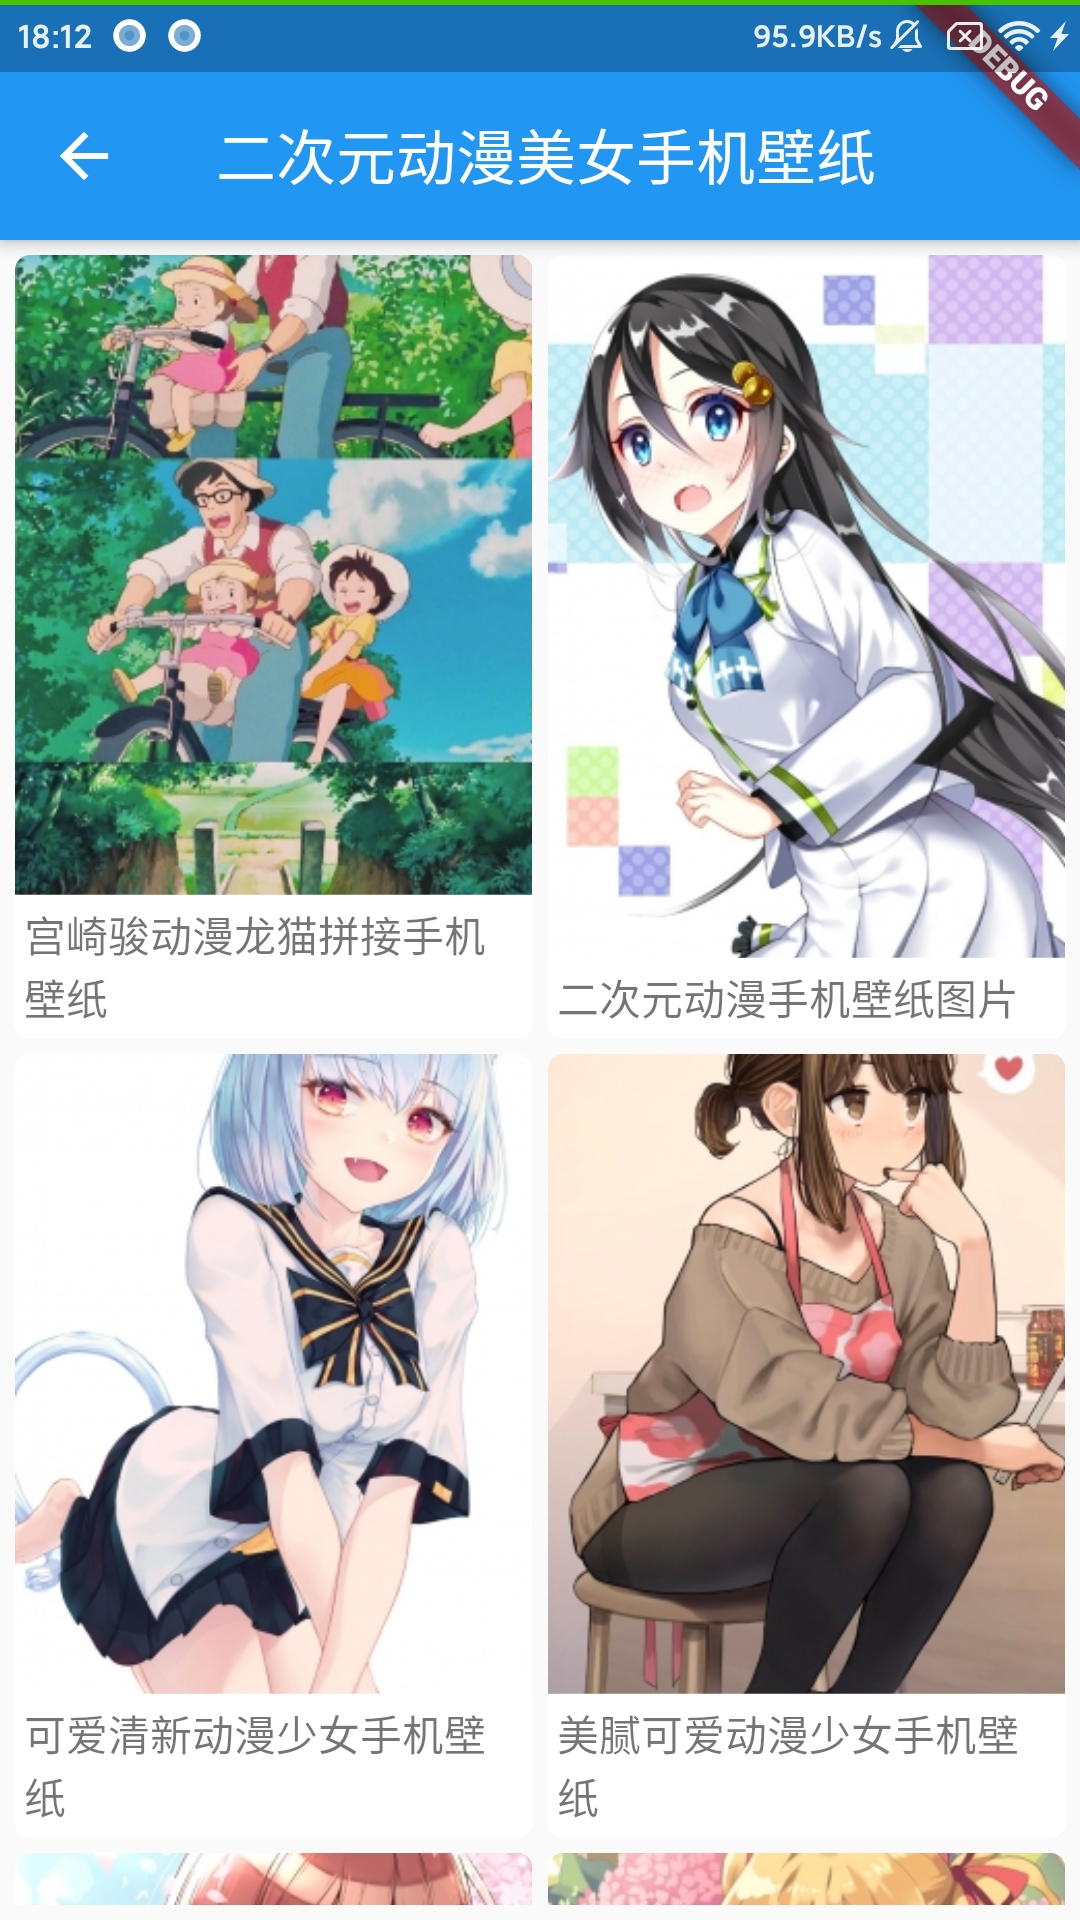 18:12
95.9KB/s
DEBUG
二次元动漫美女手机壁纸
宫崎骏动漫龙猫拼接手机
壁纸
二次元动漫手机壁纸图片
可爱清新动漫少女手机壁
纸
美腻可爱动漫少女手机壁
纸